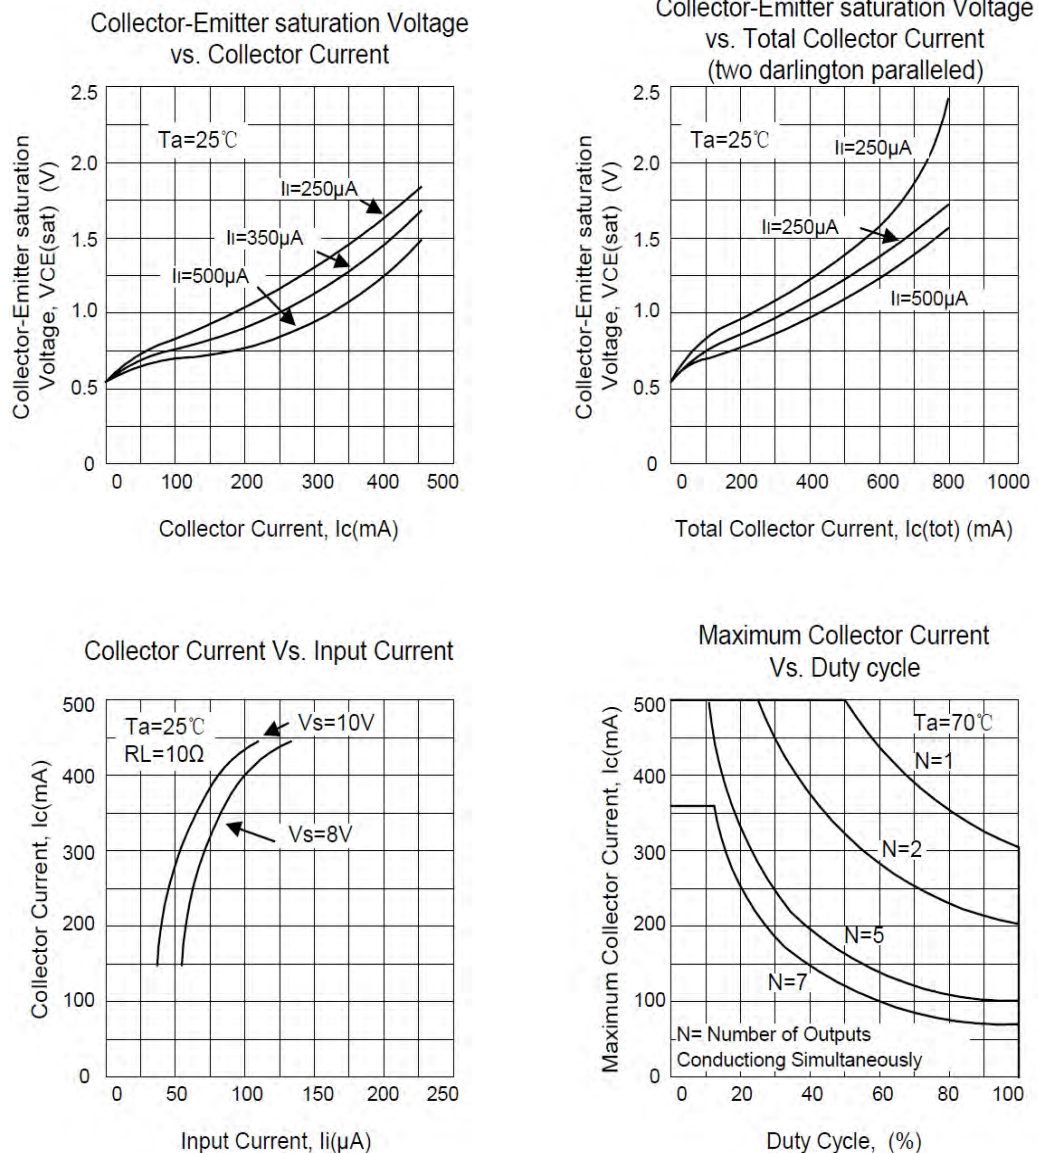 Collector-Emitter saturation Voltage
vs. Collector Current
2.5
2.0
1.5
1.0
0.5
0
Collector-Emitter saturation
Voltage, VCE(sat) (V)
Ta=25℃
II=250µA
II=350µA
II=500µA
0 100 200 300 400 500
Collector Current, Ic(mA)
Collector-Emitter saturation Voltage
vs. Total Collector Current
(two darlington paralleled)
2.5
2.0
1.5
1.0
0.5
0
Collector-Emitter saturation
Voltage, VCE(sat) (V)
Ta=25℃
II=250µA
II=250µA
II=500µA
0 200 400 600 800 1000
Total Collector Current, Ic(tot) (mA)
Collector Current Vs. Input Current
500
400
300
200
100
0
Collector Current, Ic(mA)
Ta=25℃
RL=10Ω
Vs=10V
Vs=8V
0 50 100 150 200 250
Input Current, Ii(µA)
Maximum Collector Current
Vs. Duty cycle
500
400
300
200
100
0
Maximum Collector Current, Ic(mA)
Ta=70℃
N=1
N=2
N=5
N=7
N= Number of Outputs
Conductiong Simultaneously
20 40 60 80 100
Duty Cycle, (%)